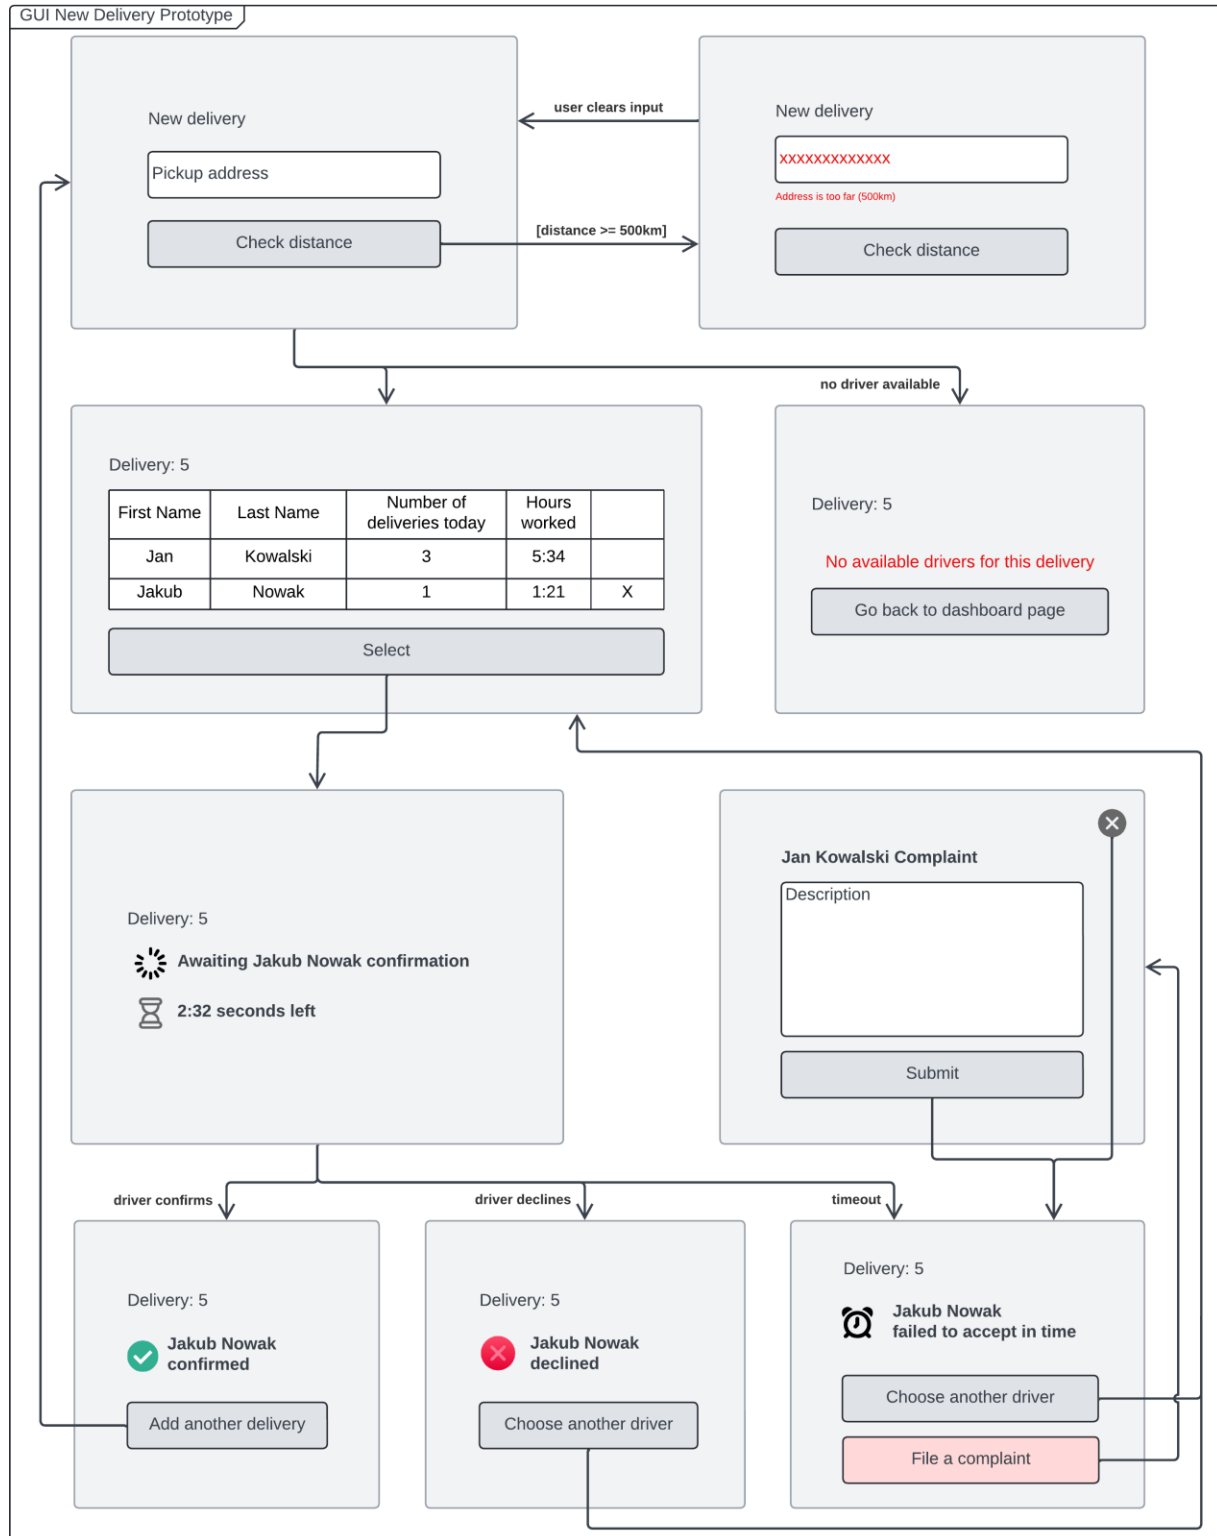 GUI New Delivery Prototype
New delivery
Pickup address
Check distance
user clears input
[distance >= 500km]
New delivery
xxxxxxxxxxxxx
Address is too far (500km)
Check distance
no driver available
Delivery: 5
First Name Last Name Number of deliveries today Hours worked
Jan Kowalski 3 5:34
Jakub Nowak 1 1:21 X
Select
Delivery: 5
No available drivers for this delivery
Go back to dashboard page
Delivery: 5
Awaiting Jakub Nowak confirmation
2:32 seconds left
Jan Kowalski Complaint
Description
Submit
driver confirms
driver declines
timeout
Delivery: 5
Jakub Nowak
confirmed
Add another delivery
Delivery: 5
Jakub Nowak
declined
Choose another driver
Delivery: 5
Jakub Nowak
failed to accept in time
Choose another driver
File a complaint